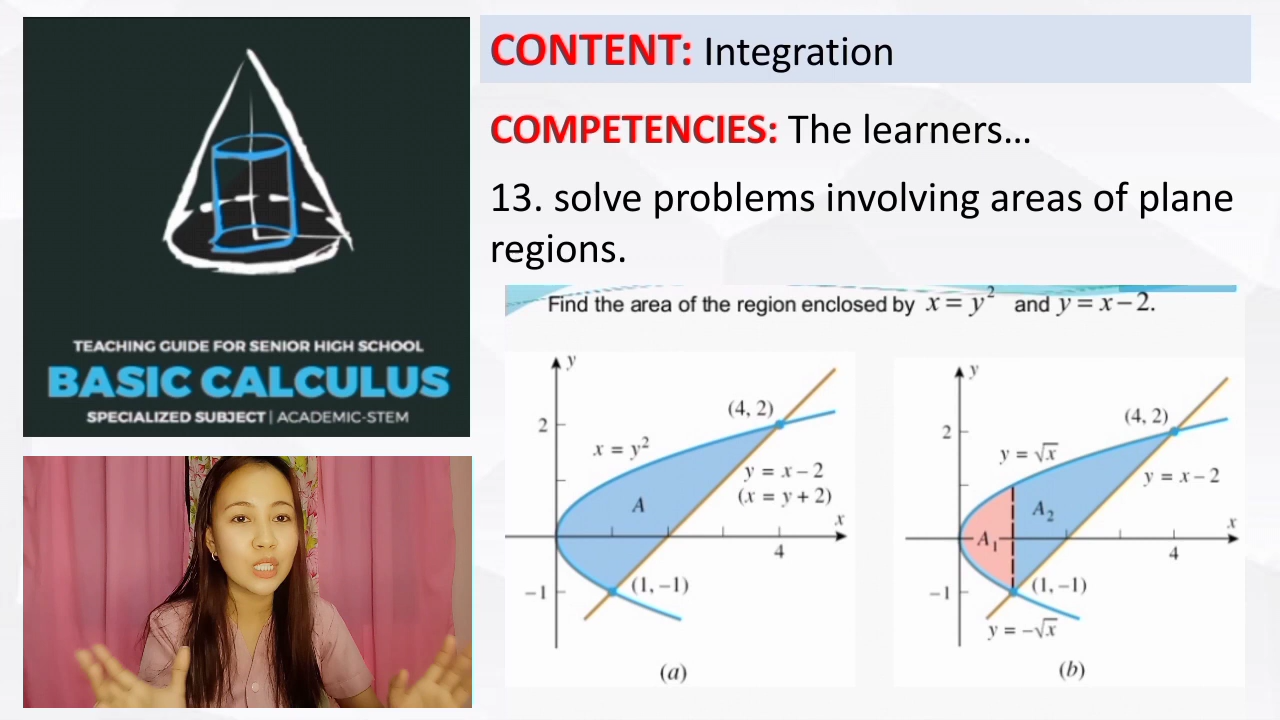 TEACHING GUIDE FOR SENIOR HIGH SCHOOL
BASIC CALCULUS
SPECIALIZED SUBJECT | ACADEMIC-STEM
CONTENT: Integration
COMPETENCIES: The learners...
13. solve problems involving areas of plane
regions.
Find the area of the region enclosed by x = y² and y = x − 2.
y
(4, 2)
2
x = y²
y = x − 2
(x = y + 2)
A
x
4
−1
(1, −1)
(a)
y
(4, 2)
2
y = √x
y = x − 2
A₂
x
A₁
4
−1
(1, −1)
y = −√x
(b)